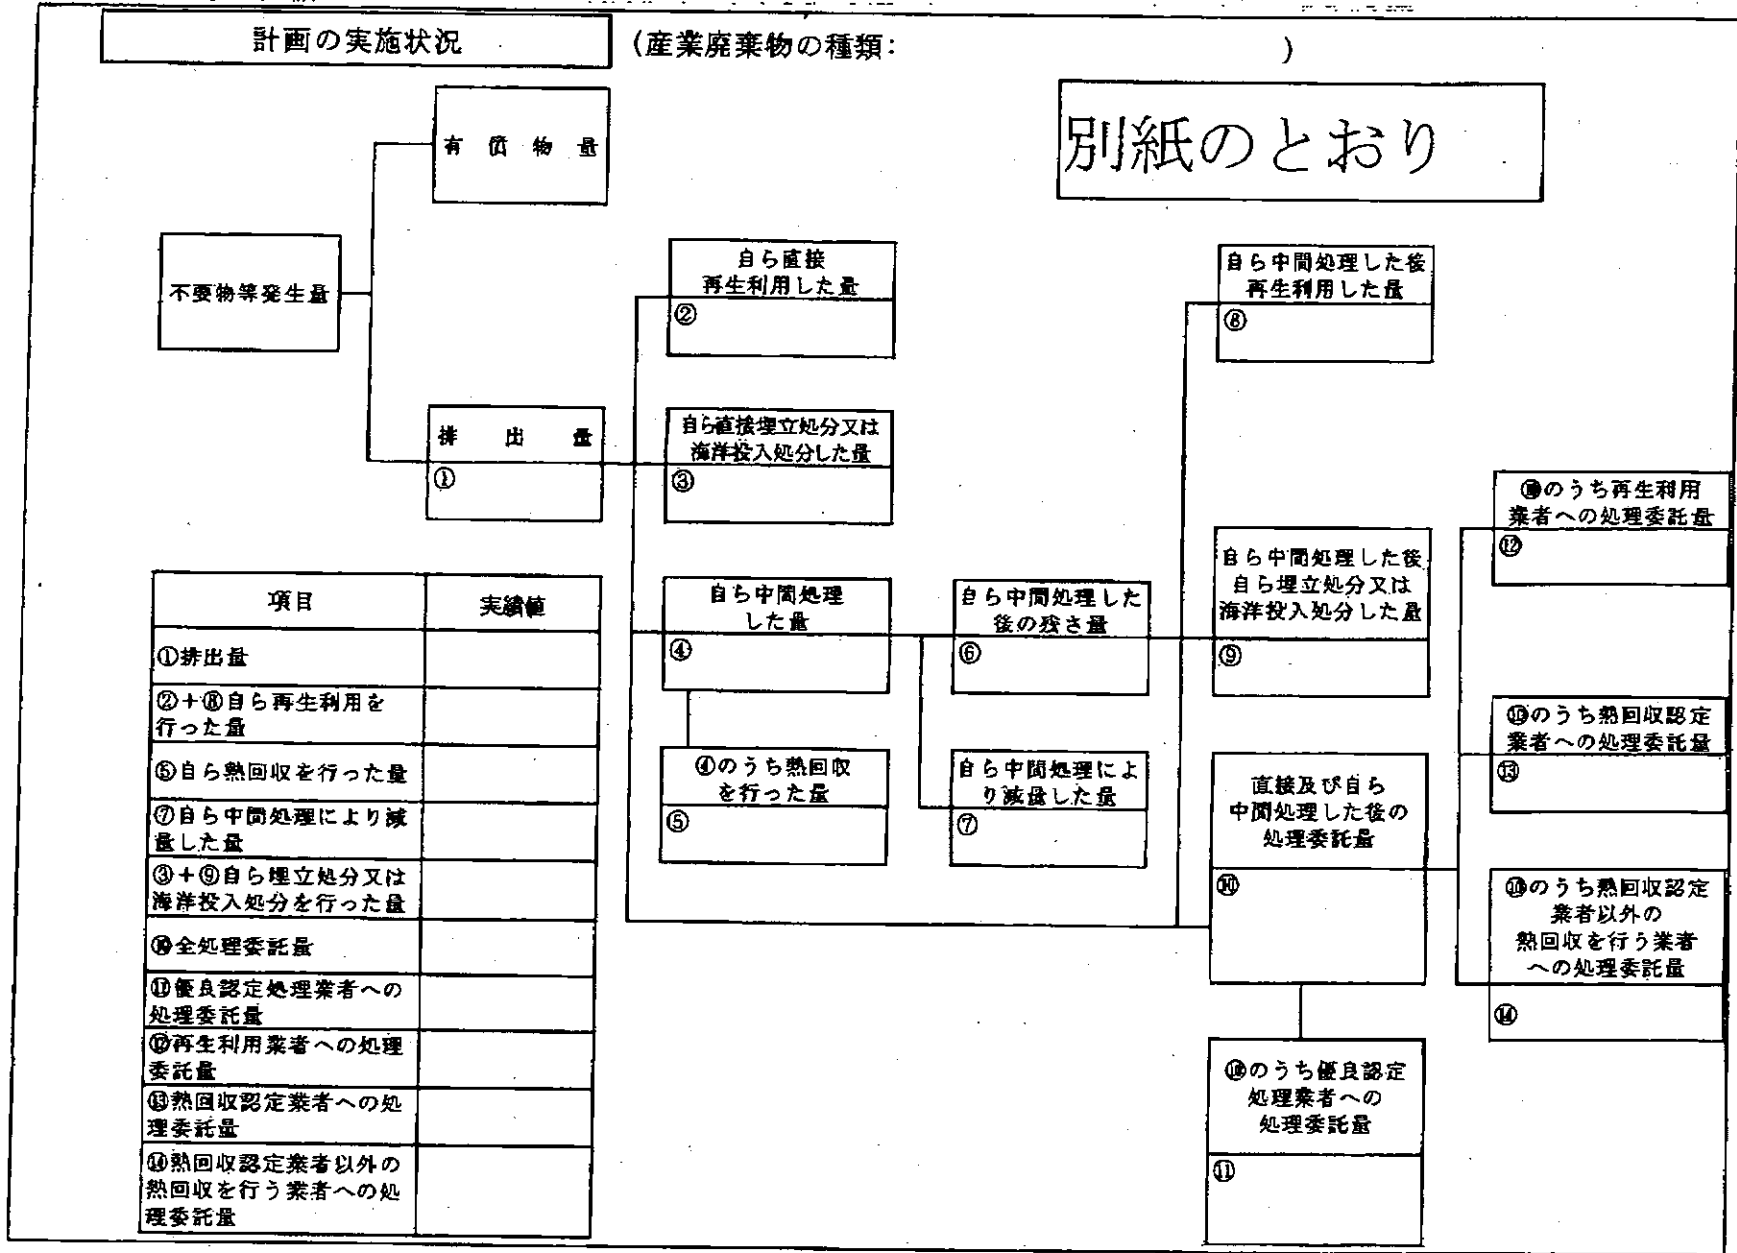 計画の実施状況
(産業廃棄物の種類: )
別紙のとおり
有償物量
不要物等発生量
排出量
①
自ら直接
再生利用した量
②
自ら直接埋立処分又は
海洋投入処分した量
③
自ら中間処理
した量
④
④のうち熱回収
を行った量
⑤
自ら中間処理した
後の残さ量
⑥
自ら中間処理によ
り減量した量
⑦
自ら中間処理した後
再生利用した量
⑧
自ら中間処理した後
自ら埋立処分又は
海洋投入処分した量
⑨
直接及び自ら
中間処理した後の
処理委託量
⑩
⑩のうち優良認定
処理業者への
処理委託量
⑪
⑩のうち再生利用
業者への処理委託量
⑫
⑩のうち熱回収認定
業者への処理委託量
⑬
⑩のうち熱回収認定
業者以外の
熱回収を行う業者
への処理委託量
⑭
項目 実績値
①排出量
②+⑧自ら再生利用を
行った量
⑤自ら熱回収を行った量
⑦自ら中間処理により減
量した量
③+⑨自ら埋立処分又は
海洋投入処分を行った量
⑩全処理委託量
⑪優良認定処理業者への
処理委託量
⑫再生利用業者への処理
委託量
⑬熱回収認定業者への処
理委託量
⑭熱回収認定業者以外の
熱回収を行う業者への処
理委託量